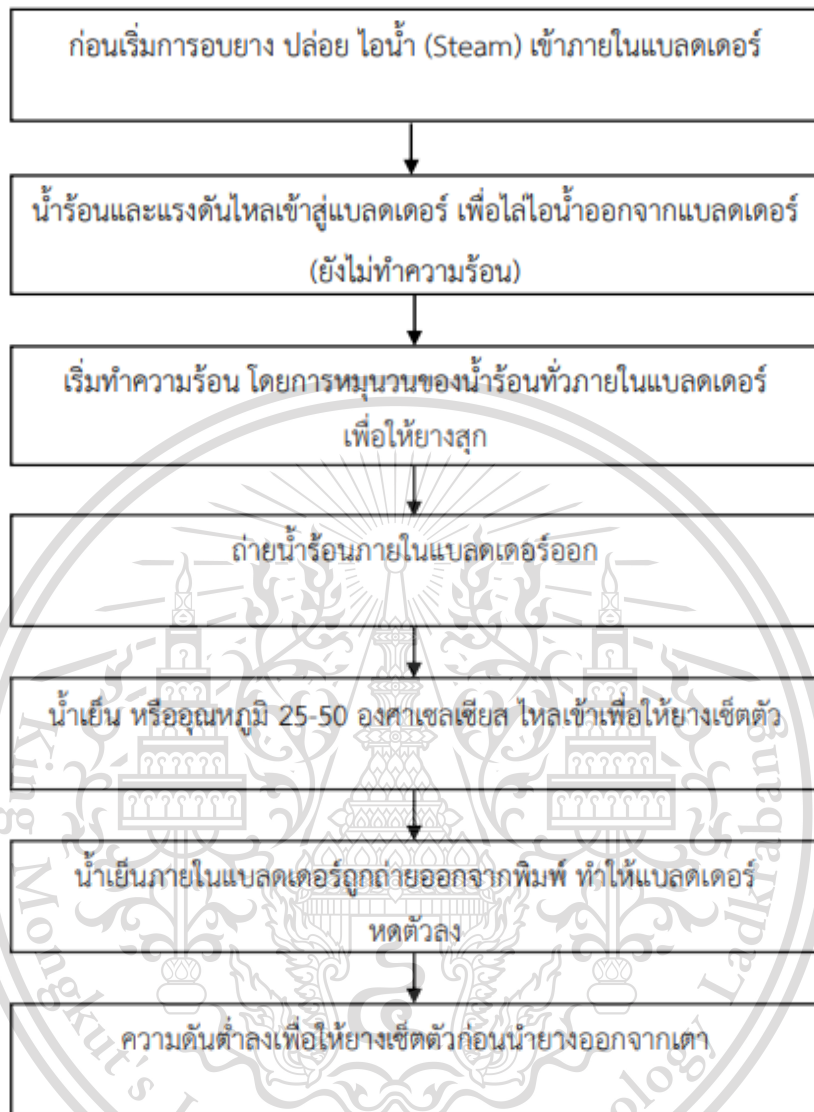 ก่อนเริ่มการอบยาง ปล่อย ไอน้ำ (Steam) เข้าภายในแบลดเดอร์
น้ำร้อนและแรงดันไหลเข้าสู่แบลดเดอร์ เพื่อไล่ไอน้ำออกจากแบลดเดอร์
(ยังไม่ทำความร้อน)
เริ่มทำความร้อน โดยการหมุนวนของน้ำร้อนทั่วภายในแบลดเดอร์
เพื่อให้ยางสุก
ถ่ายน้ำร้อนภายในแบลดเดอร์ออก
น้ำเย็น หรืออุณหภูมิ 25-50 องศาเซลเซียส ไหลเข้าเพื่อให้ยางเซ็ตตัว
น้ำเย็นภายในแบลดเดอร์ถูกถ่ายออกจากพิมพ์ ทำให้แบลดเดอร์
หดตัวลง
ความดันต่ำลงเพื่อให้ยางเซ็ตตัวก่อนนำยางออกจากเตา
King Mongkut's Ladkrabang